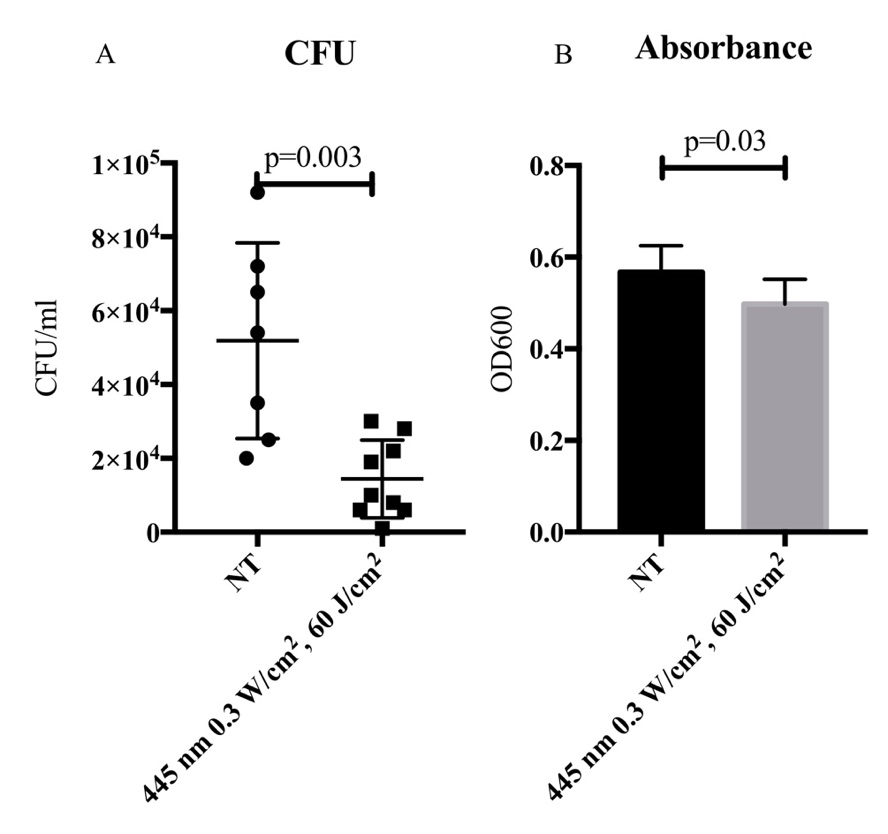 A
CFU
p=0.003
CFU/ml
1×10⁵
8×10⁴
6×10⁴
4×10⁴
2×10⁴
0
NT
445 nm 0.3 W/cm², 60 J/cm²
B
Absorbance
p=0.03
OD600
0.8
0.6
0.4
0.2
0.0
NT
445 nm 0.3 W/cm², 60 J/cm²